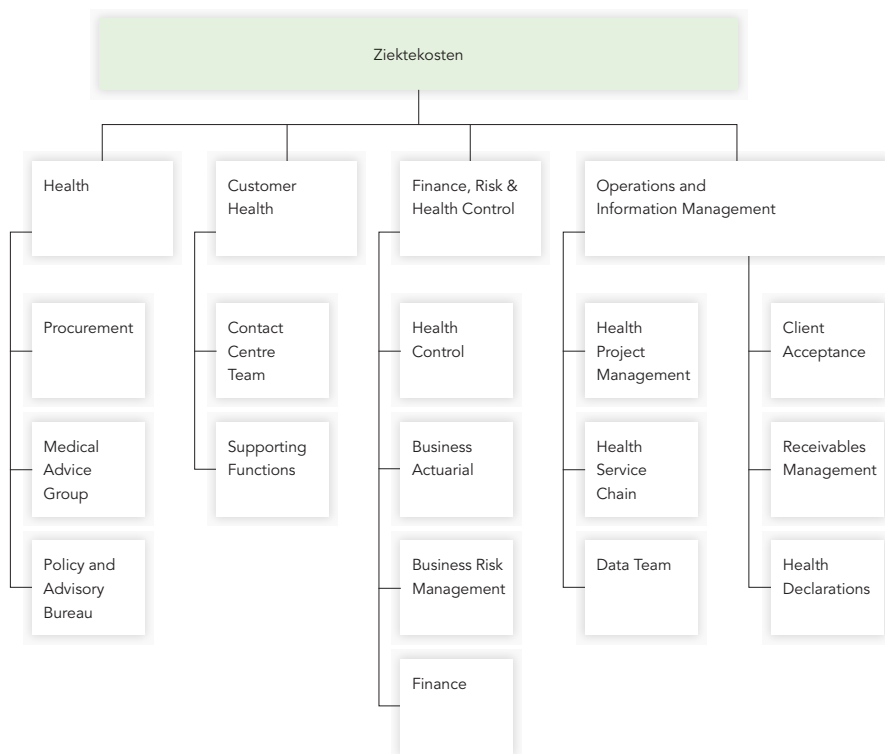 Ziektekosten
Health
Customer
Health
Finance, Risk &
Health Control
Operations and
Information Management
Procurement
Medical
Advice
Group
Policy and
Advisory
Bureau
Contact
Centre
Team
Supporting
Functions
Health
Control
Business
Actuarial
Business Risk
Management
Finance
Health
Project
Management
Health
Service
Chain
Data Team
Client
Acceptance
Receivables
Management
Health
Declarations